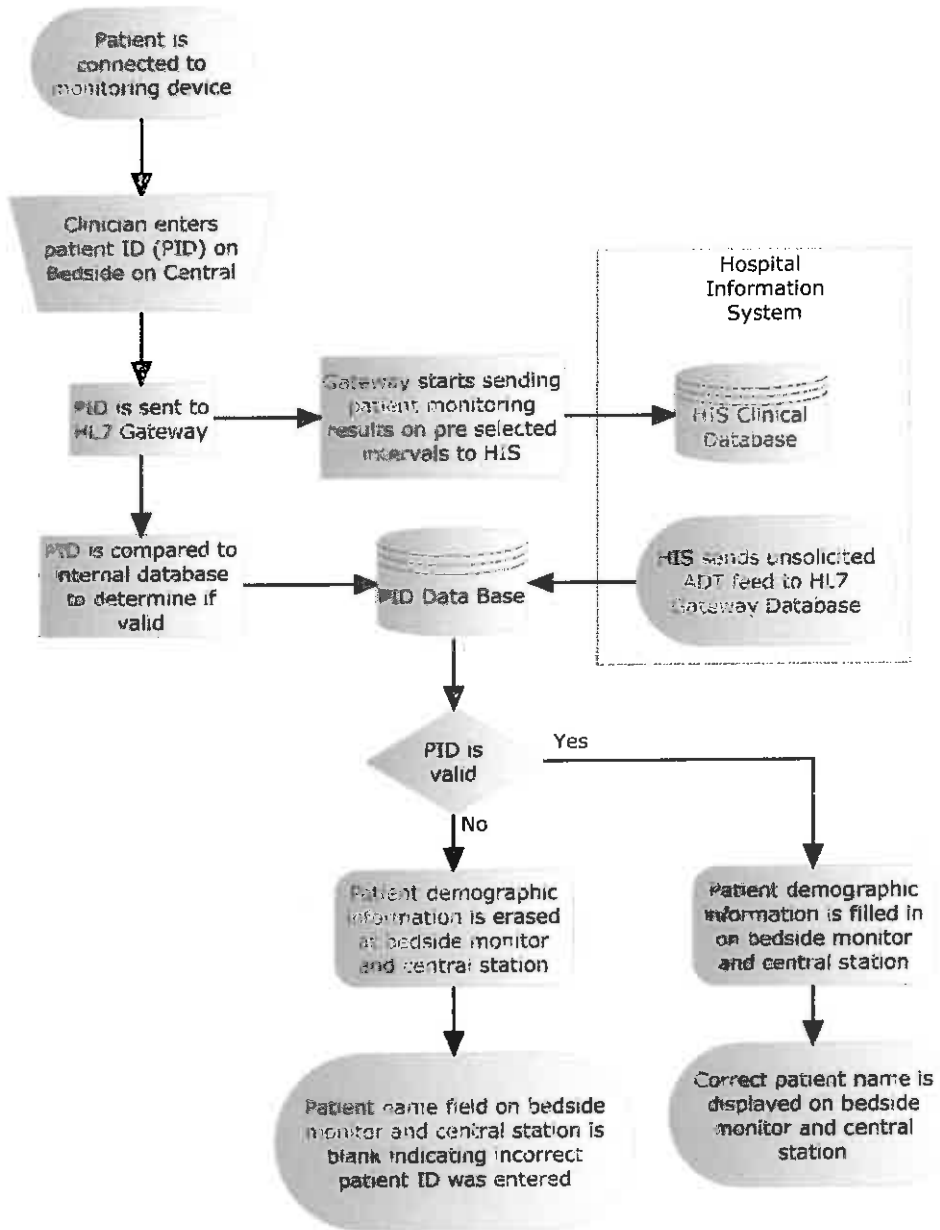 Patient is
connected to
monitoring device
Clinician enters
patient ID (PID) on
Bedside on Central
Hospital
Information
System
PID is sent to
HL7 Gateway
Gateway starts sending
patient monitoring
results on pre selected
intervals to HIS
HIS Clinical
Database
PID is compared to
internal database
to determine if
valid
PID Data Base
HIS sends unsolicited
ADT feed to HL7
Gateway Database
PID is
valid
Yes
No
Patient demographic
information is erased
at bedside monitor
and central station
Patient demographic
information is filled in
on bedside monitor
and central station
Patient name field on bedside
monitor and central station is
blank indicating incorrect
patient ID was entered
Correct patient name is
displayed on bedside
monitor and central
station